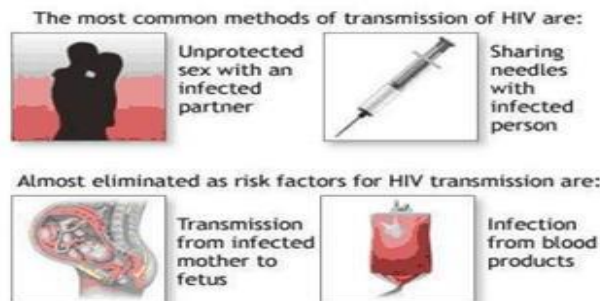 The most common methods of transmission of HIV are:
Unprotected
sex with an
infected
partner
Sharing
needles
with
infected
person
Almost eliminated as risk factors for HIV transmission are:
Transmission
from infected
mother to
fetus
Infection
from blood
products